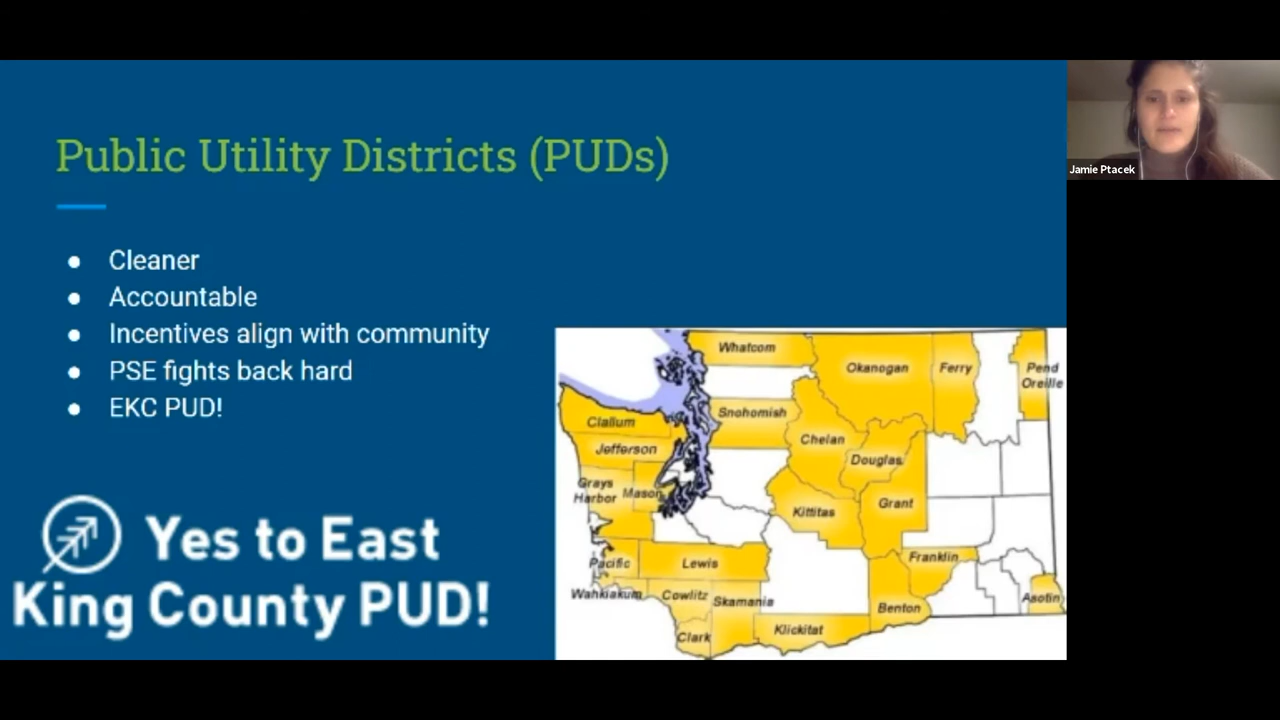 Public Utility Districts (PUDs)
Cleaner
Accountable
Incentives align with community
PSE fights back hard
EKC PUD!
Yes to East
King County PUD!
Whatcom
Okanogan
Ferry
Pend
Oreille
Snohomish
Clallum
Chelan
Jefferson
Douglas
Grays
Harbor
Mason
Grant
Kittitas
Pacific
Lewis
Franklin
Wahkiakum
Cowlitz
Skamania
Benton
Asotin
Clark
Klickitat
Jamie Ptacek